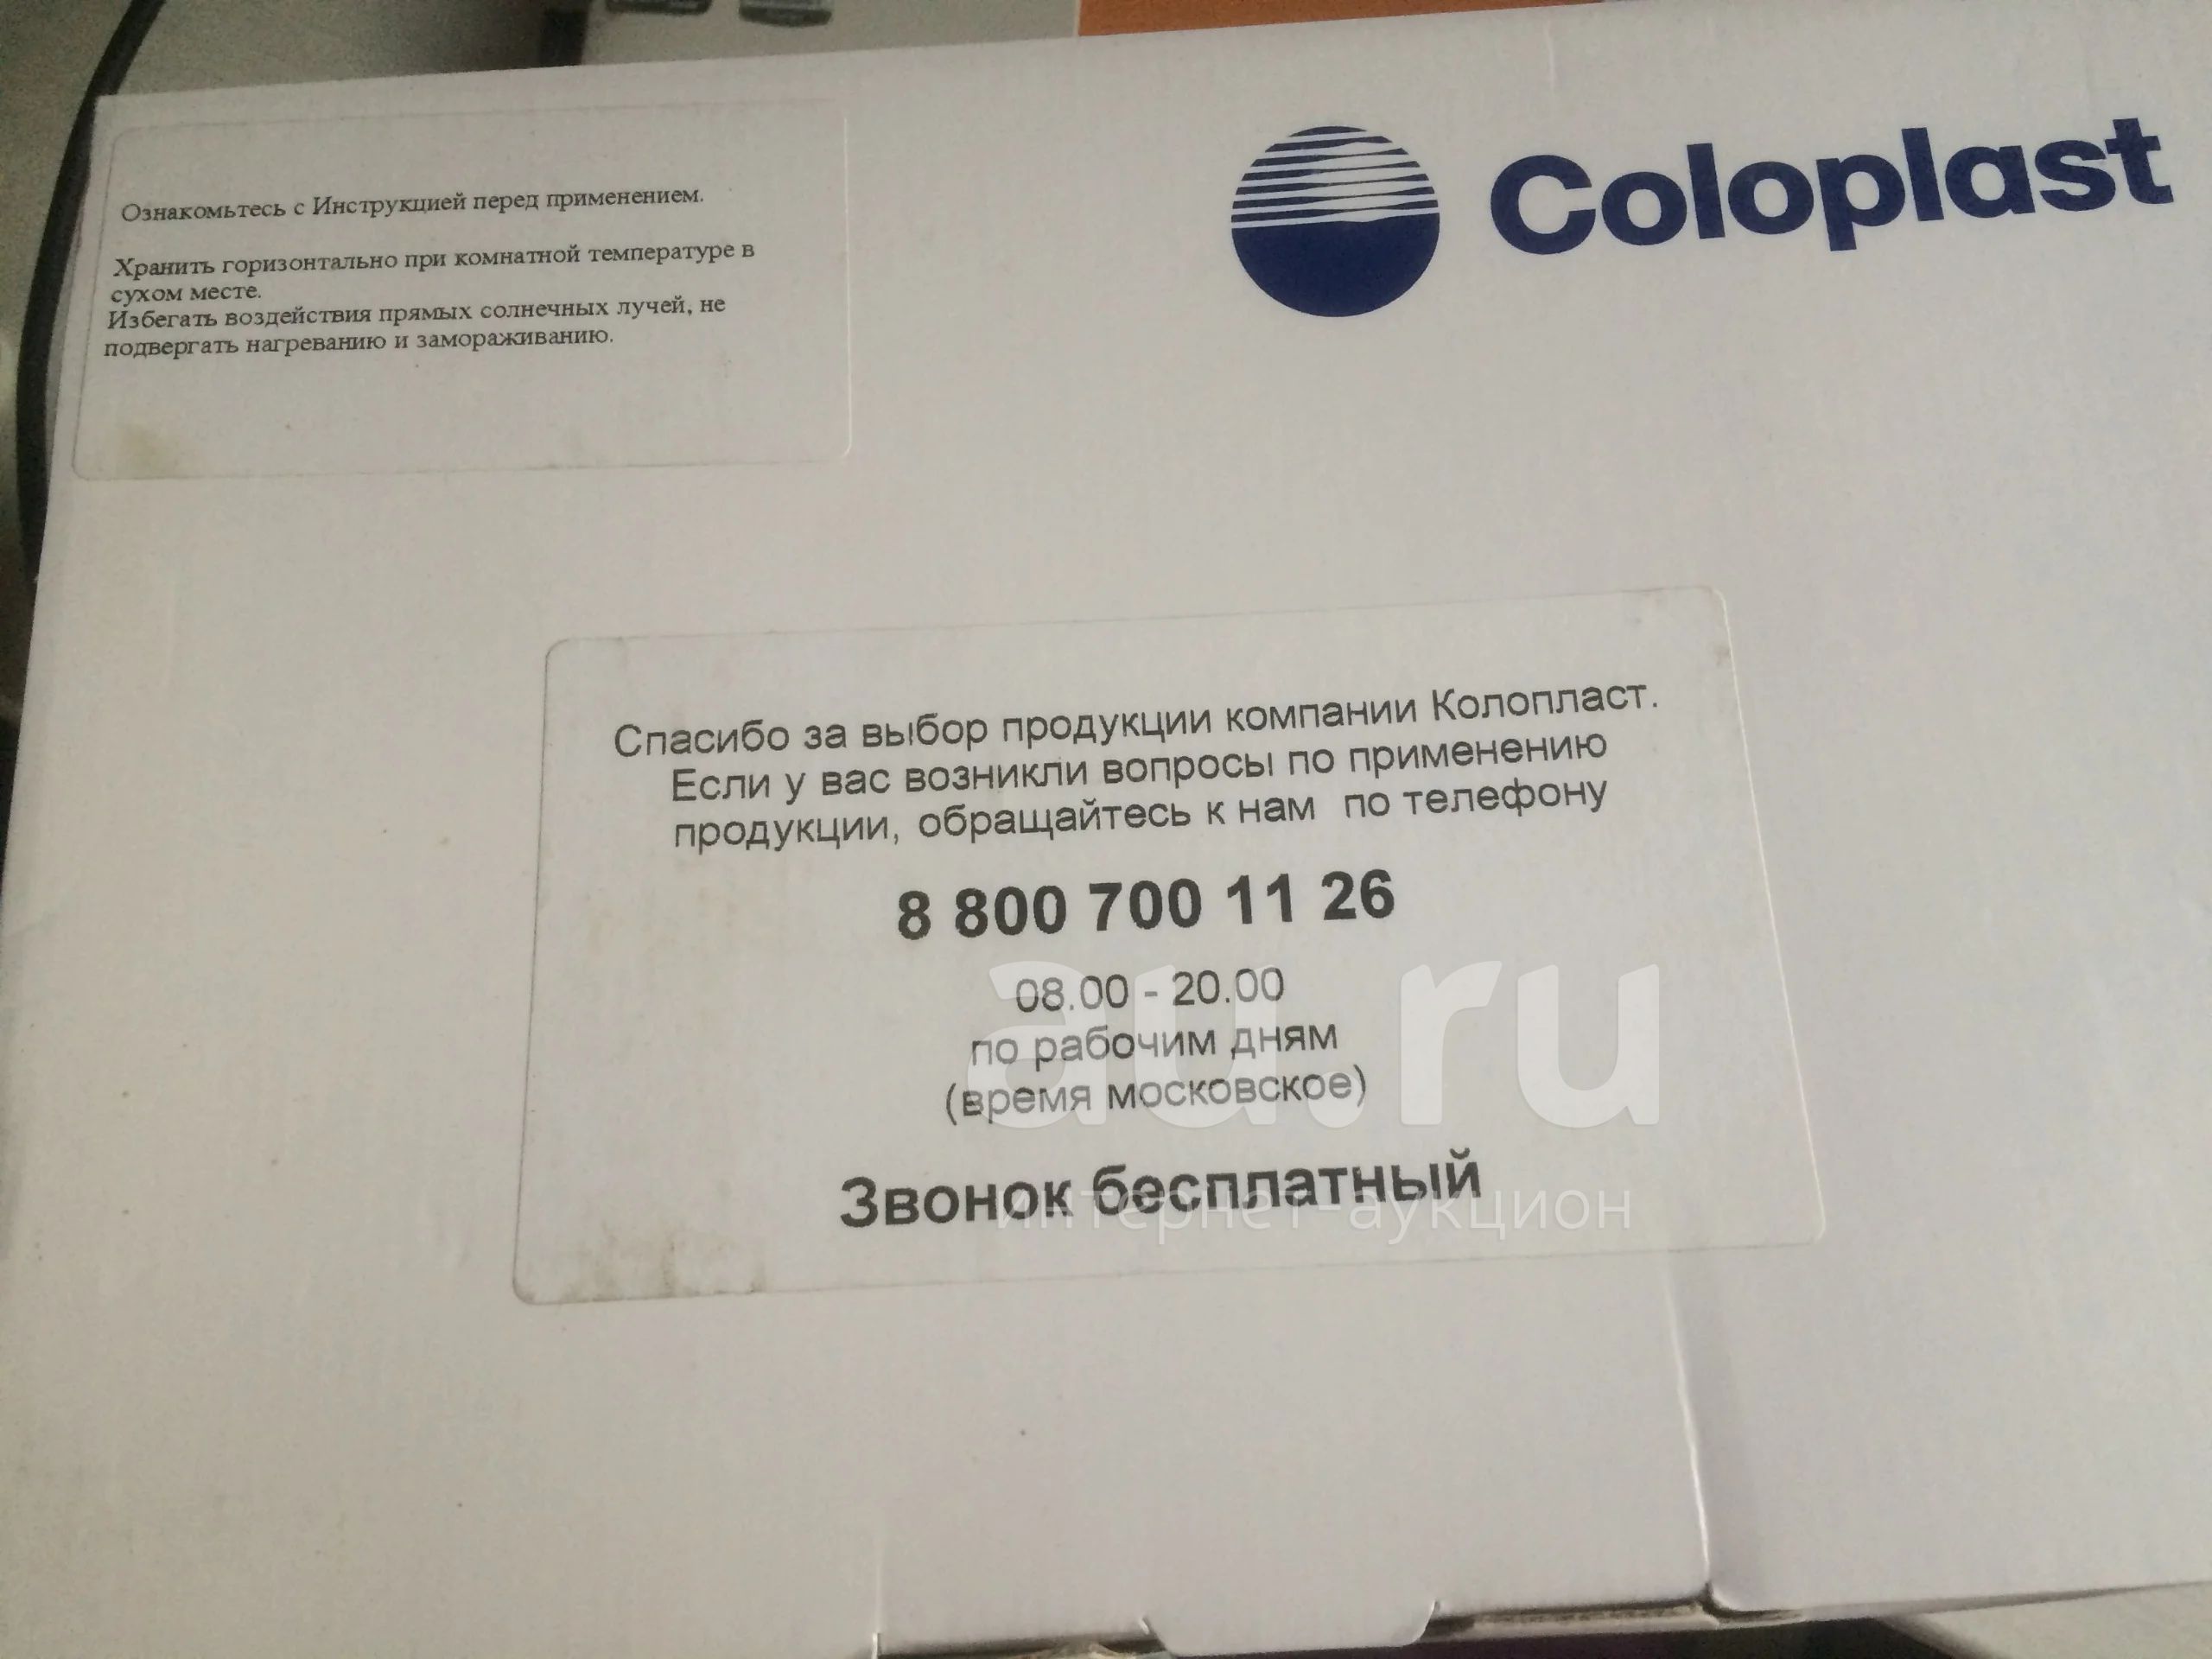 Coloplast
Ознакомьтесь с Инструкцией перед применением.
Хранить горизонтально при комнатной температуре в
сухом месте.
Избегать воздействия прямых солнечных лучей, не
подвергать нагреванию и замораживанию.
Спасибо за выбор продукции компании Колопласт.
Если у вас возникли вопросы по применению
продукции, обращайтесь к нам по телефону
8 800 700 11 26
08.00 - 20.00
по рабочим дням
(время московское)
Звонок бесплатный
au.ru
интернет-аукцион